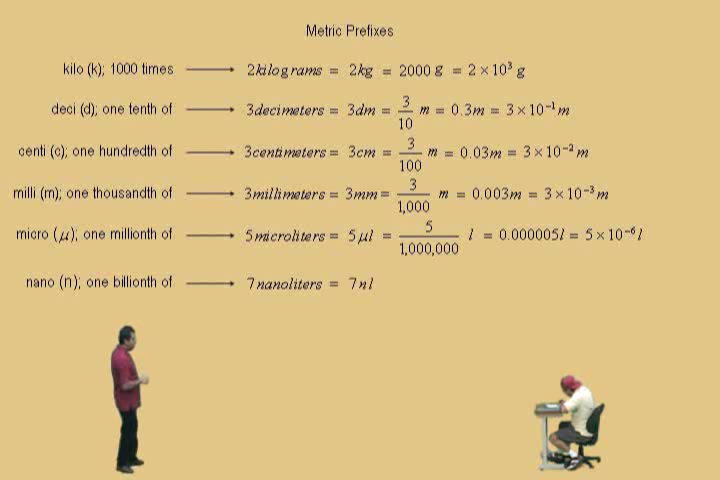 Metric Prefixes
kilo (k); 1000 times ⟶ 2kilograms = 2kg = 2000 g = 2 × 10³ g
deci (d); one tenth of ⟶ 3decimeters = 3dm = 3/10 m = 0.3m = 3 × 10⁻¹ m
centi (c); one hundredth of ⟶ 3centimeters = 3cm = 3/100 m = 0.03m = 3 × 10⁻² m
milli (m); one thousandth of ⟶ 3millimeters = 3mm = 3/1,000 m = 0.003m = 3 × 10⁻³ m
micro (μ); one millionth of ⟶ 5microliters = 5μl = 5/1,000,000 l = 0.000005l = 5 × 10⁻⁶ l
nano (n); one billionth of ⟶ 7nanoliters = 7nl